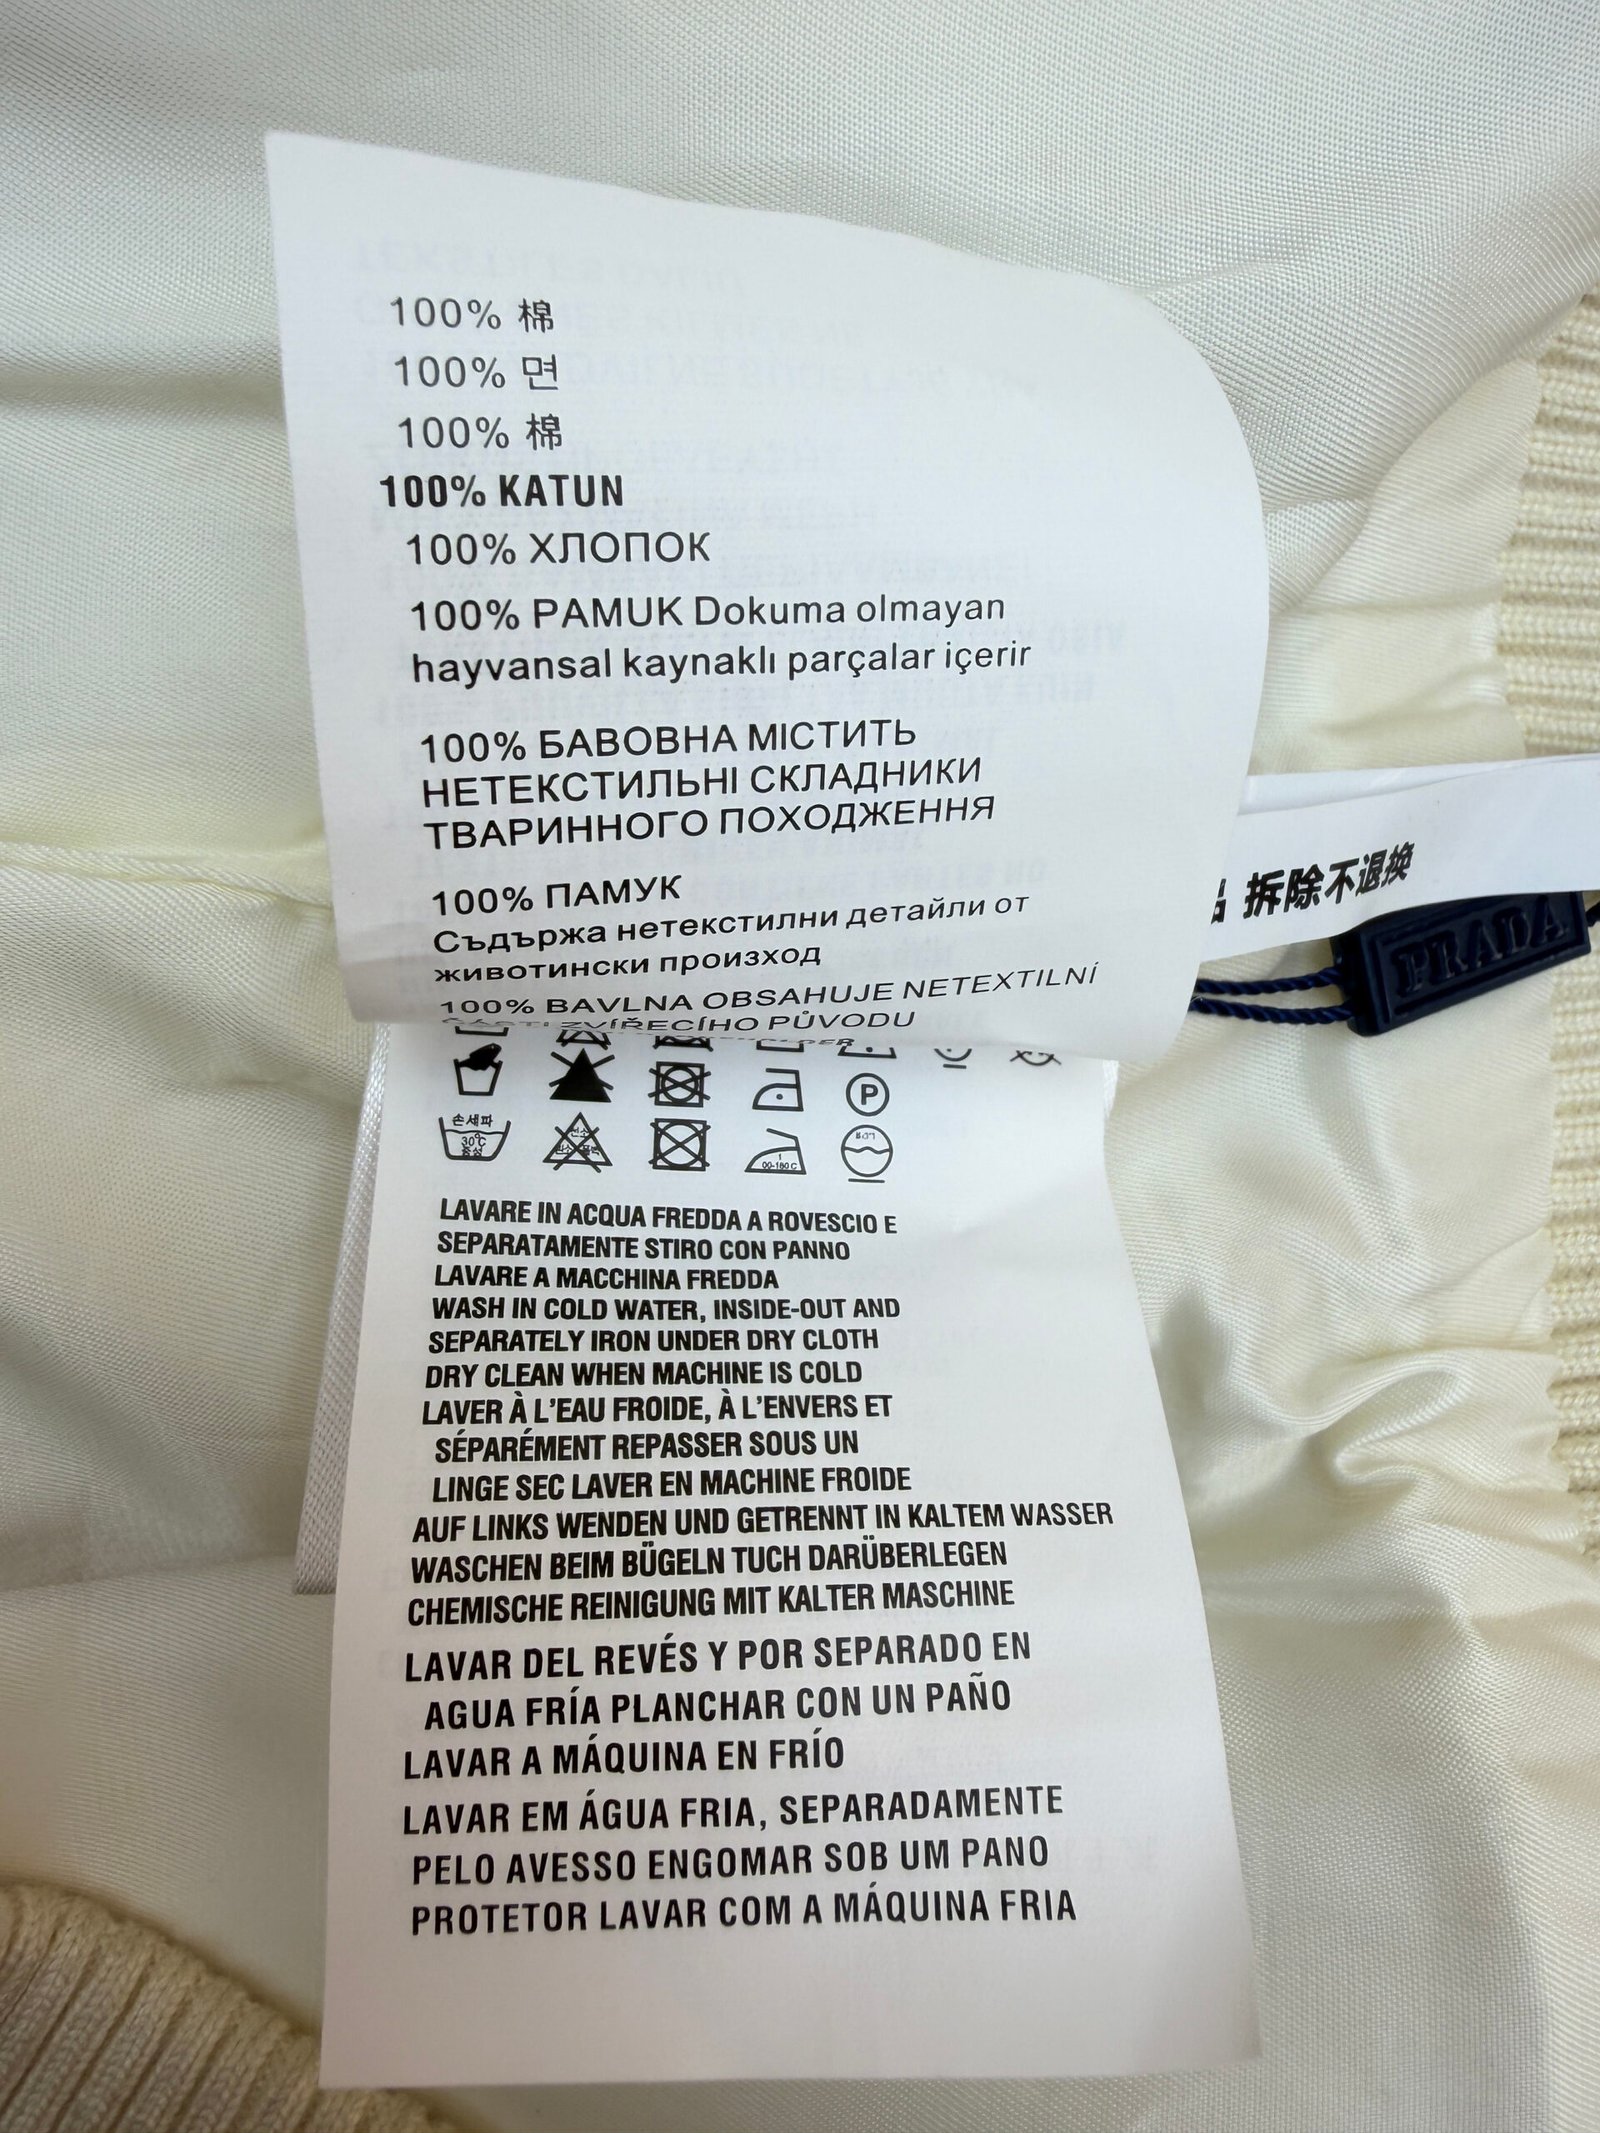 100% 棉
100% 면
100% 棉
100% KATUN
100% ХЛОПОК
100% PAMUK Dokuma olmayan
hayvansal kaynaklı parçalar içerir
100% БАВОВНА МІСТИТЬ
НЕТЕКСТИЛЬНІ СКЛАДНИКИ
ТВАРИННОГО ПОХОДЖЕННЯ
100% ПАМУК
Съдържа нетекстилни детайли от
животински произход
100% BAVLNA OBSAHUJE NETEXTILNÍ
ČÁSTI ZVÍŘECÍHO PŮVODU
拆除不退换
PRADA
P
손세파
30°C
중성
LAVARE IN ACQUA FREDDA A ROVESCIO E
SEPARATAMENTE STIRO CON PANNO
LAVARE A MACCHINA FREDDA
WASH IN COLD WATER, INSIDE-OUT AND
SEPARATELY IRON UNDER DRY CLOTH
DRY CLEAN WHEN MACHINE IS COLD
LAVER À L'EAU FROIDE, À L'ENVERS ET
SÉPARÉMENT REPASSER SOUS UN
LINGE SEC LAVER EN MACHINE FROIDE
AUF LINKS WENDEN UND GETRENNT IN KALTEM WASSER
WASCHEN BEIM BÜGELN TUCH DARÜBERLEGEN
CHEMISCHE REINIGUNG MIT KALTER MASCHINE
LAVAR DEL REVÉS Y POR SEPARADO EN
AGUA FRÍA PLANCHAR CON UN PAÑO
LAVAR A MÁQUINA EN FRÍO
LAVAR EM ÁGUA FRIA, SEPARADAMENTE
PELO AVESSO ENGOMAR SOB UM PANO
PROTETOR LAVAR COM A MÁQUINA FRIA